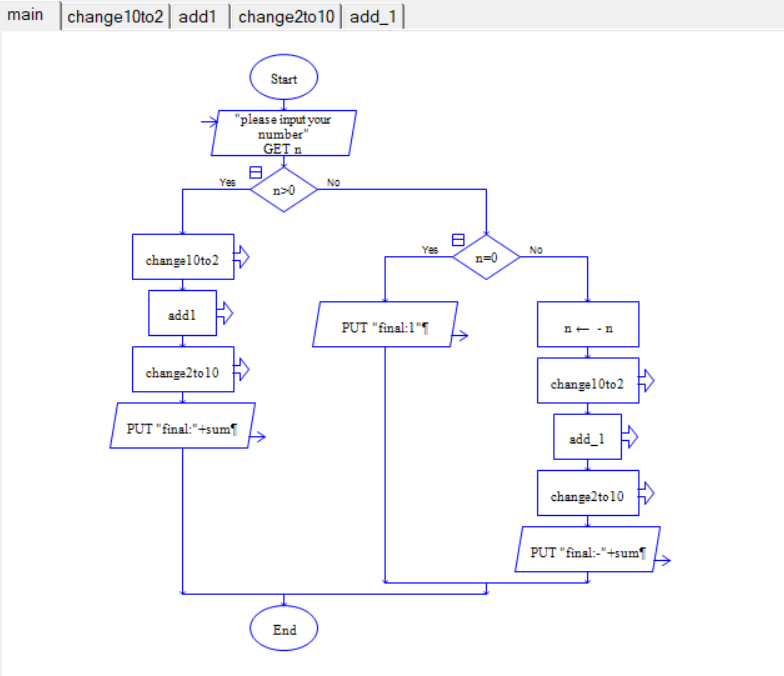 main change10to2 add1 change2to10 add_1
Start
"please input your
number"
GET n
Yes
n>0
No
change10to2
add1
change2to10
PUT "final:"+sum¶
Yes
n=0
No
PUT "final:1"¶
n ← - n
change10to2
add_1
change2to10
PUT "final:-"+sum¶
End